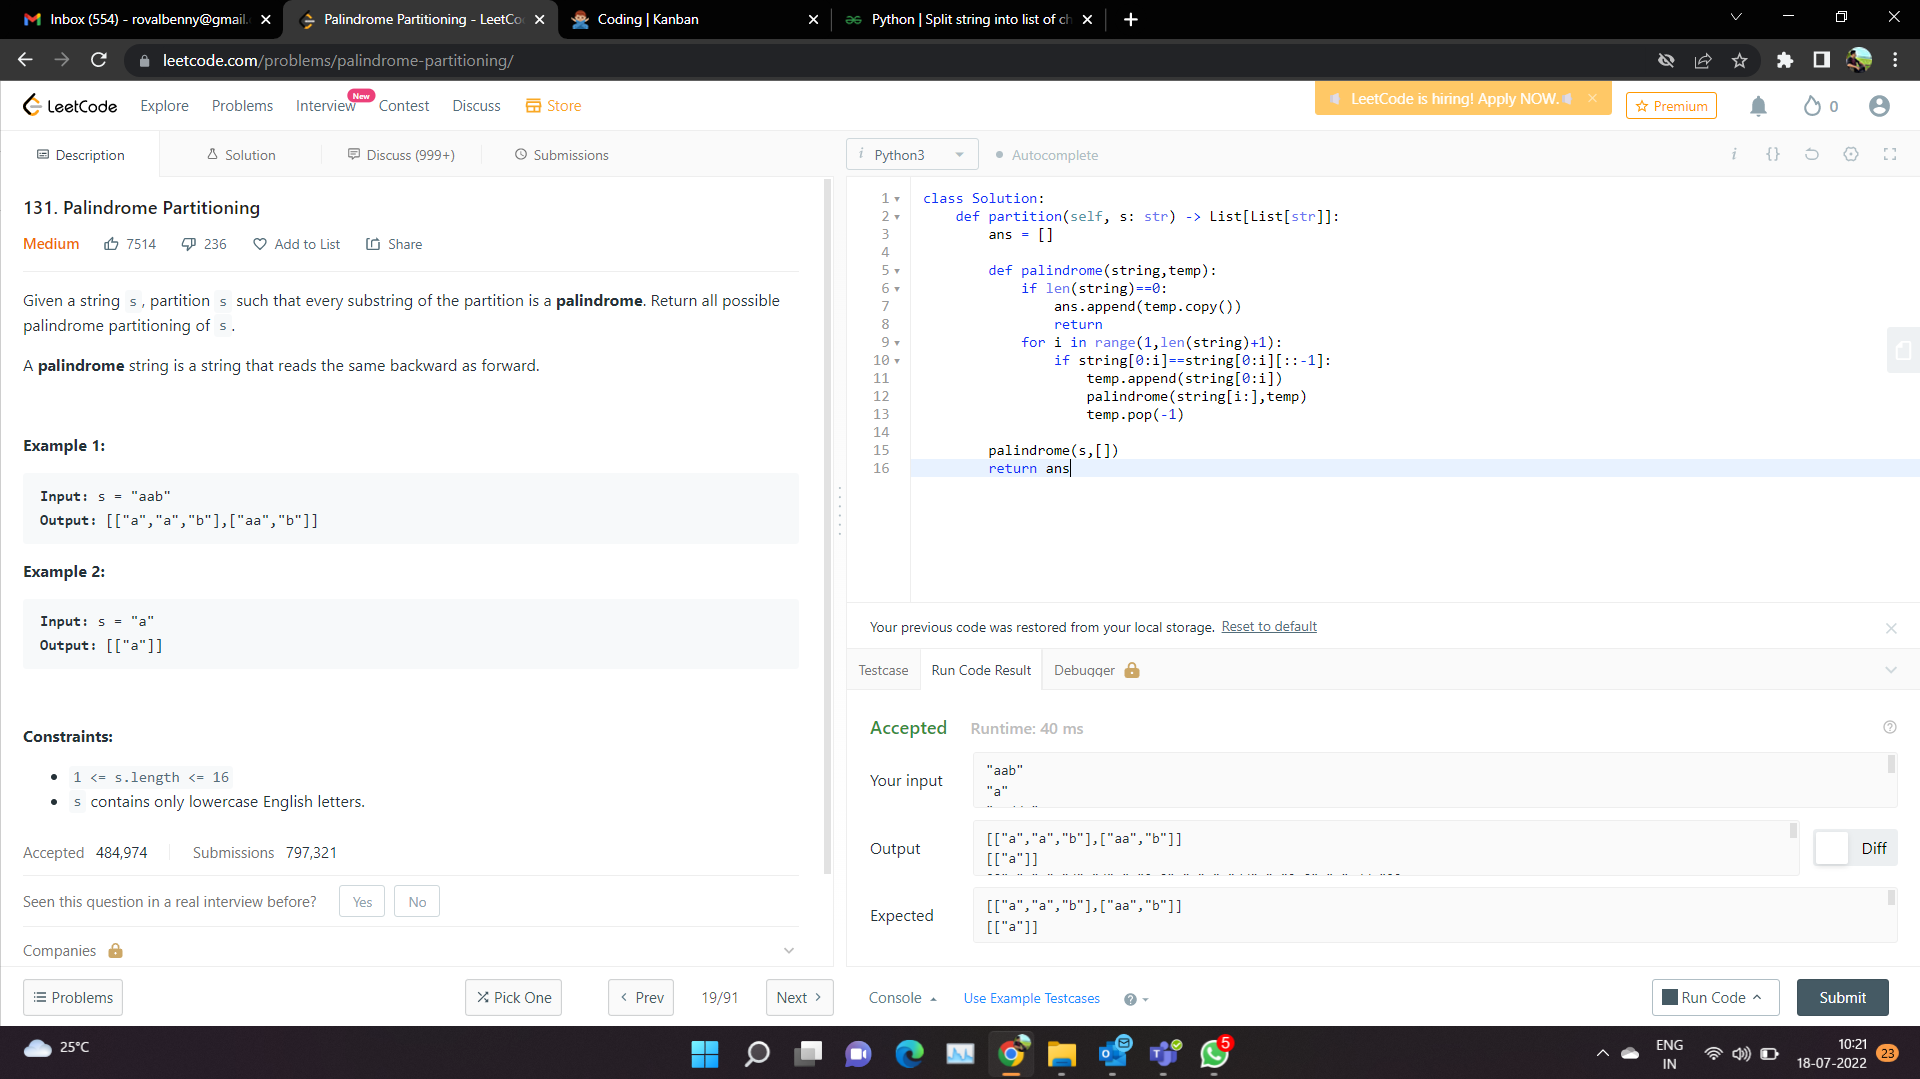 Inbox (554) - rovalbenny@gmail.
Palindrome Partitioning - LeetCo
Coding | Kanban
Python | Split string into list of ch
leetcode.com/problems/palindrome-partitioning/
LeetCode
Explore
Problems
Interview
New
Contest
Discuss
Store
LeetCode is hiring! Apply NOW.
Premium
0
Description
Solution
Discuss (999+)
Submissions
i Python3
Autocomplete
i {}
131. Palindrome Partitioning
Medium 7514 236 Add to List Share
Given a string s, partition s such that every substring of the partition is a palindrome. Return all possible
palindrome partitioning of s.
A palindrome string is a string that reads the same backward as forward.
Example 1:
Input: s = "aab"
Output: [["a","a","b"],["aa","b"]]
Example 2:
Input: s = "a"
Output: [["a"]]
Constraints:
1 <= s.length <= 16
s contains only lowercase English letters.
Accepted 484,974 Submissions 797,321
Seen this question in a real interview before? Yes No
Companies
Problems
Pick One
Prev
19/91
Next
1 class Solution:
2 def partition(self, s: str) -> List[List[str]]:
3 ans = []
4
5 def palindrome(string,temp):
6 if len(string)==0:
7 ans.append(temp.copy())
8 return
9 for i in range(1,len(string)+1):
10 if string[0:i]==string[0:i][::-1]:
11 temp.append(string[0:i])
12 palindrome(string[i:],temp)
13 temp.pop(-1)
14
15 palindrome(s,[])
16 return ans
Your previous code was restored from your local storage. Reset to default
Testcase
Run Code Result
Debugger
Accepted Runtime: 40 ms
Your input
"aab"
"a"
Output
[["a","a","b"],["aa","b"]]
[["a"]]
Diff
Expected
[["a","a","b"],["aa","b"]]
[["a"]]
Console
Use Example Testcases
Run Code
Submit
25°C
5
ENG
IN
10:21
18-07-2022
23